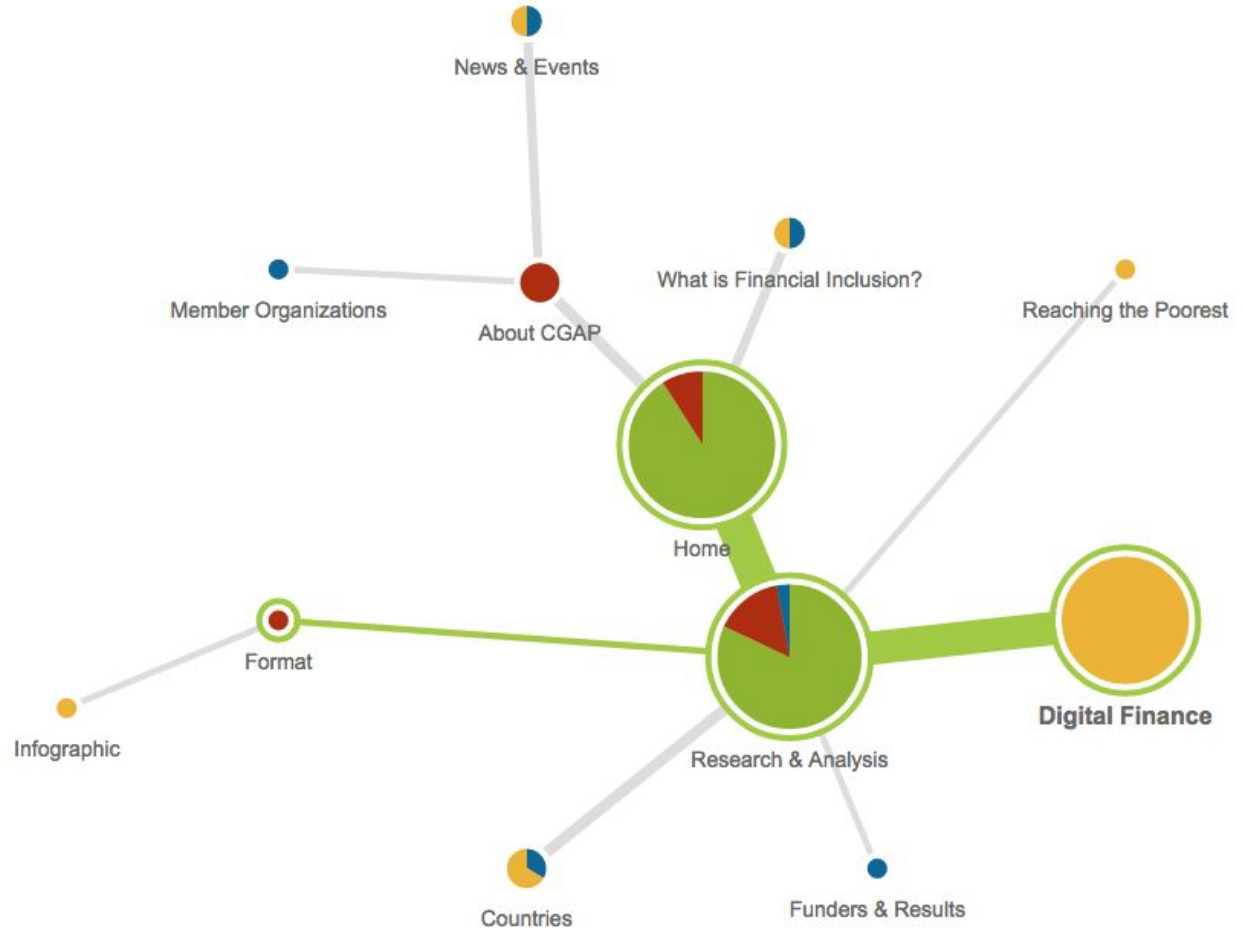 News & Events
What is Financial Inclusion?
Member Organizations
Reaching the Poorest
About CGAP
Home
Format
Digital Finance
Infographic
Research & Analysis
Countries
Funders & Results